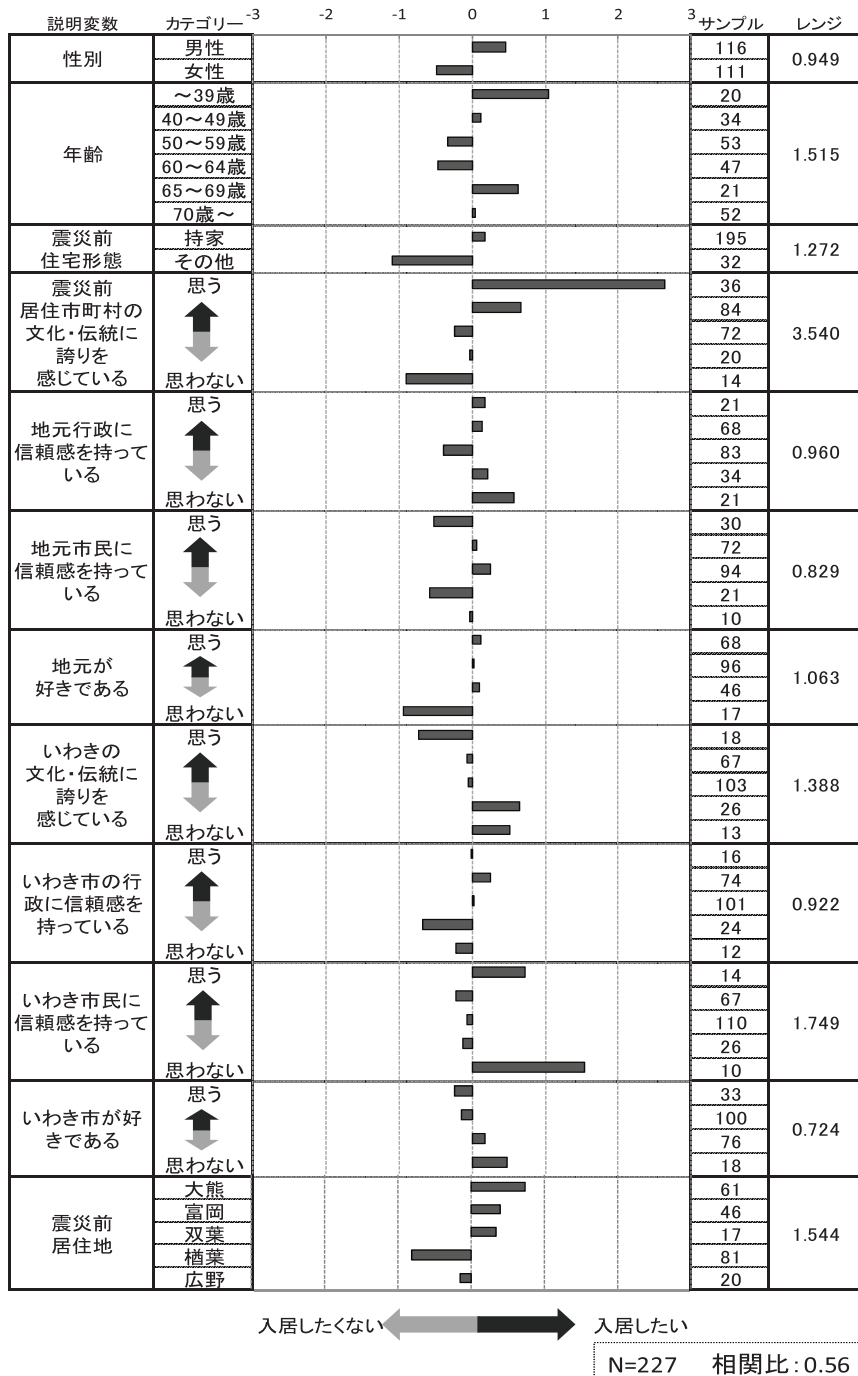 説明変数 カテゴリー -3 -2 -1 0 1 2 3 サンプル レンジ
性別 男性 116 0.949
女性 111
年齢 ～39歳 20 1.515
40～49歳 34
50～59歳 53
60～64歳 47
65～69歳 21
70歳～ 52
震災前 持家 195 1.272
住宅形態 その他 32
震災前 思う 36 3.540
居住市町村の 84
文化・伝統に 72
誇りを 20
感じている 思わない 14
地元行政に 思う 21 0.960
信頼感を持って 68
いる 83
34
思わない 21
地元市民に 思う 30 0.829
信頼感を持って 72
いる 94
21
思わない 10
地元が 思う 68 1.063
好きである 96
46
思わない 17
いわきの 思う 18 1.388
文化・伝統に 67
誇りを 103
感じている 26
思わない 13
いわき市の行 思う 16 0.922
政に信頼感を 74
持っている 101
24
思わない 12
いわき市民に 思う 14 1.749
信頼感を持って 67
いる 110
26
思わない 10
いわき市が好 思う 33 0.724
きである 100
76
思わない 18
震災前 大熊 61 1.544
居住地 富岡 46
双葉 17
楢葉 81
広野 20
入居したくない 入居したい
N=227 相関比:0.56